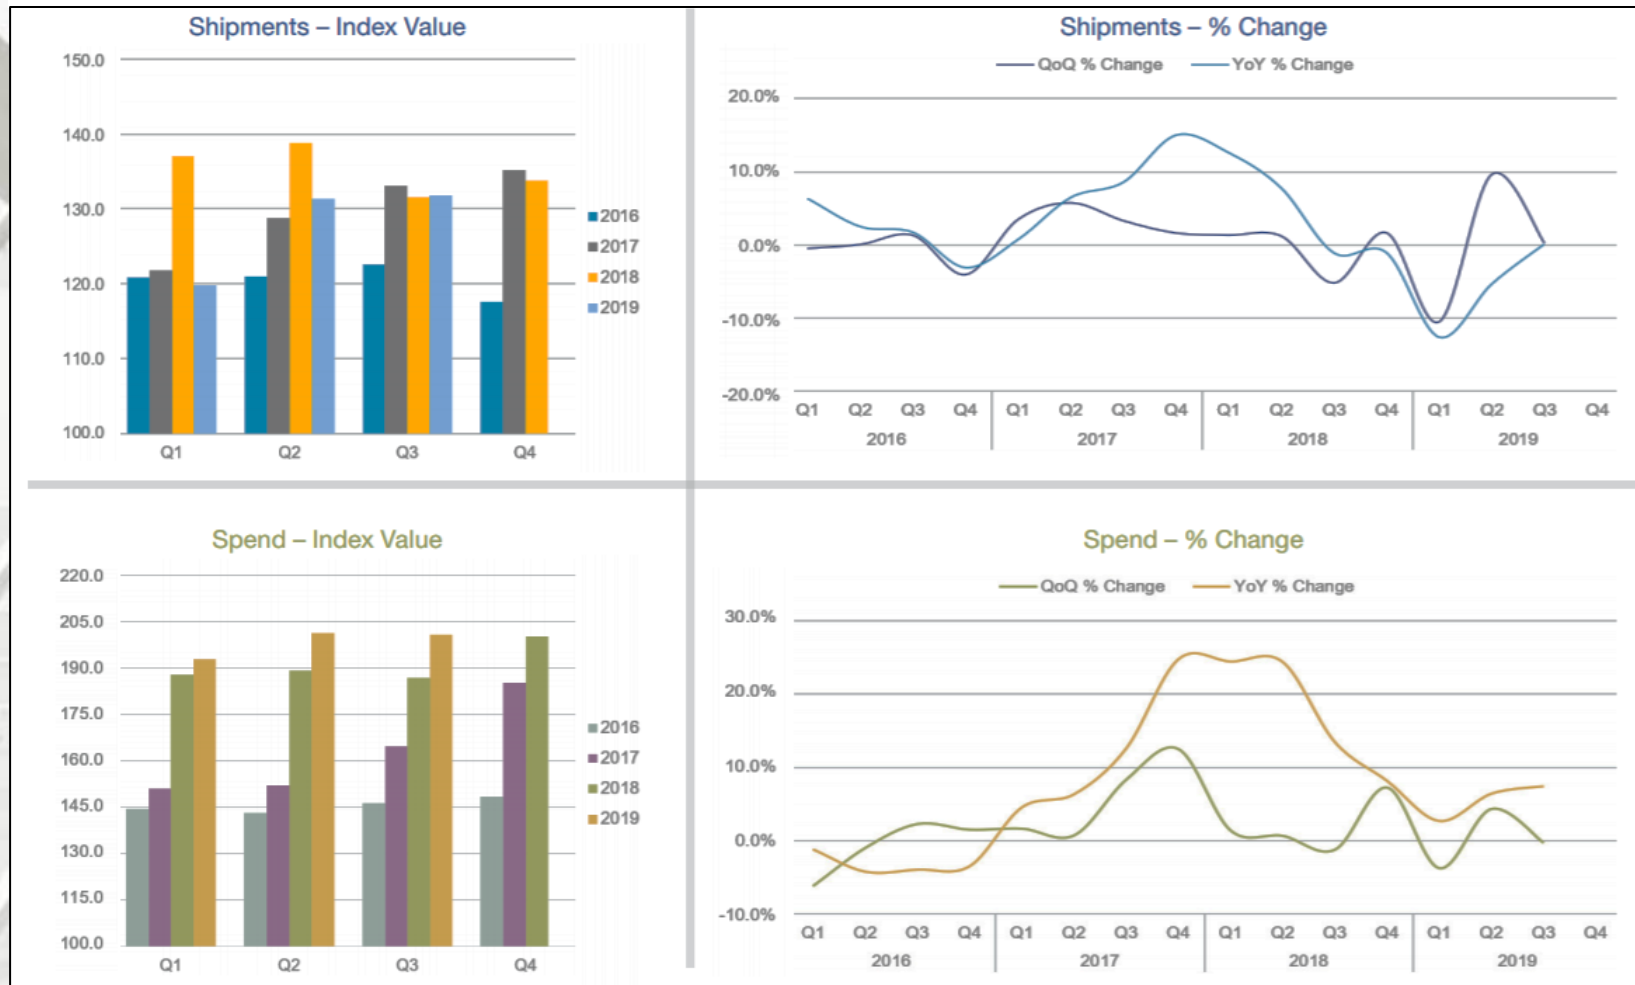 Shipments – Index Value
150.0
140.0
130.0
120.0
110.0
100.0
Q1 Q2 Q3 Q4
2016
2017
2018
2019
Shipments – % Change
QoQ % Change YoY % Change
20.0%
10.0%
0.0%
-10.0%
-20.0%
Q1 Q2 Q3 Q4 Q1 Q2 Q3 Q4 Q1 Q2 Q3 Q4 Q1 Q2 Q3 Q4
2016 2017 2018 2019
Spend – Index Value
220.0
205.0
190.0
175.0
160.0
145.0
130.0
115.0
100.0
Q1 Q2 Q3 Q4
2016
2017
2018
2019
Spend – % Change
QoQ % Change YoY % Change
30.0%
20.0%
10.0%
0.0%
-10.0%
Q1 Q2 Q3 Q4 Q1 Q2 Q3 Q4 Q1 Q2 Q3 Q4 Q1 Q2 Q3 Q4
2016 2017 2018 2019